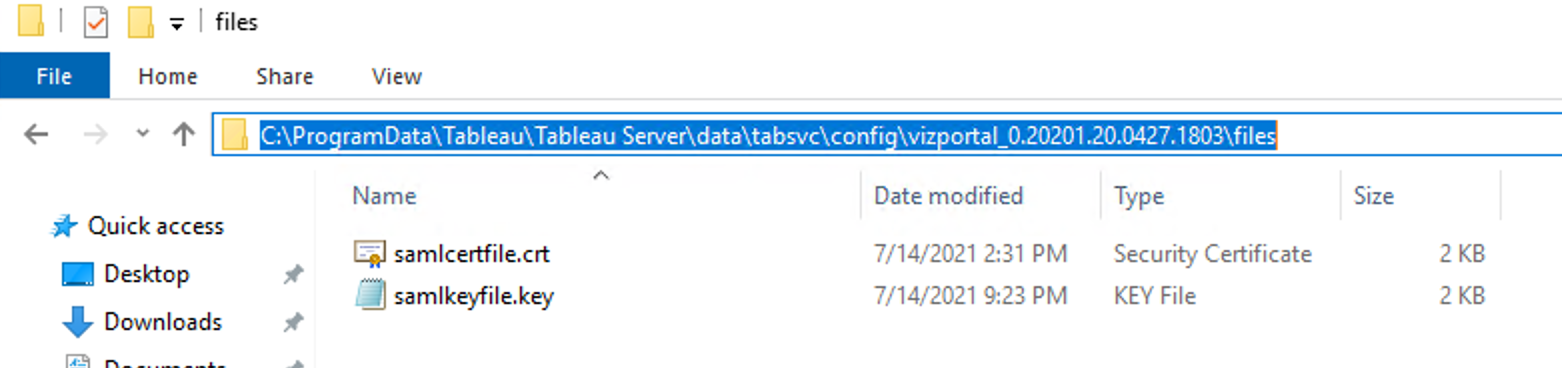 files
File Home Share View
C:\ProgramData\Tableau\Tableau Server\data\tabsvc\config\vizportal_0.20201.20.0427.1803\files
Name Date modified Type Size
Quick access
samlcertfile.crt 7/14/2021 2:31 PM Security Certificate 2 KB
Desktop
samlkeyfile.key 7/14/2021 9:23 PM KEY File 2 KB
Downloads
Documents